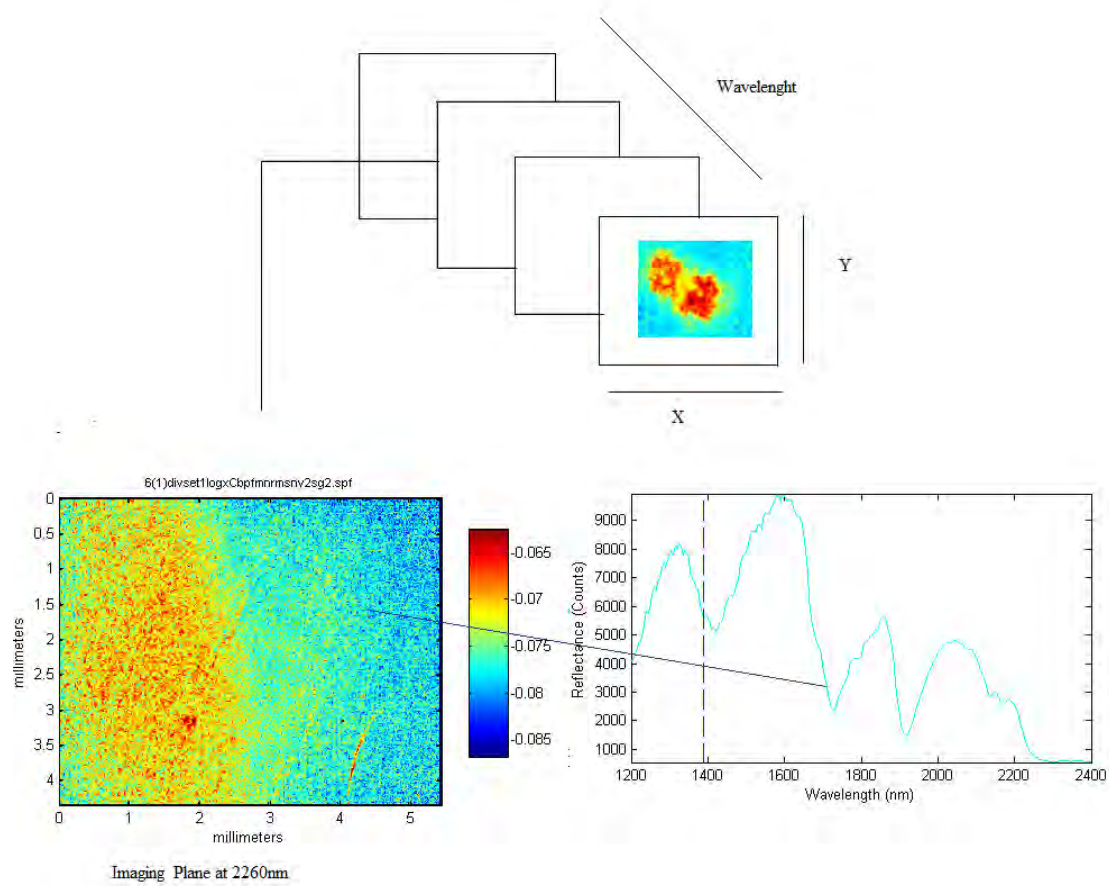 Wavelenght
Y
X
6(1)divset1logxCbpfmnrmsnv2sg2.spf
0
0.5
1
1.5
2
2.5
3
3.5
4
millimeters
0 1 2 3 4 5
millimeters
-0.065
-0.07
-0.075
-0.08
-0.085
9000
8000
7000
6000
5000
4000
3000
2000
1000
Reflectance (Counts)
1200 1400 1600 1800 2000 2200 2400
Wavelength (nm)
Imaging Plane at 2260nm